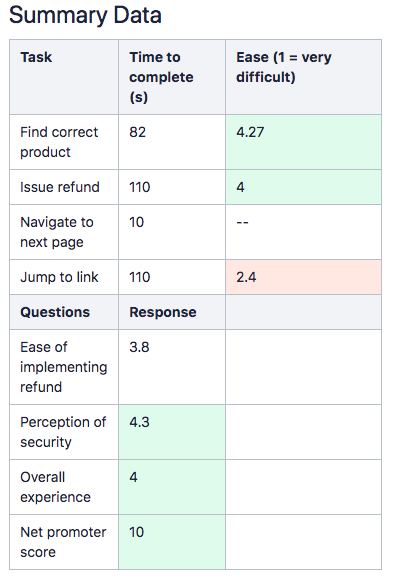 Summary Data
Task
Time to
complete
(s)
Ease (1 = very
difficult)
Find correct
product
82
4.27
Issue refund
110
4
Navigate to
next page
10
--
Jump to link
110
2.4
Questions
Response
Ease of
implementing
refund
3.8
Perception of
security
4.3
Overall
experience
4
Net promoter
score
10